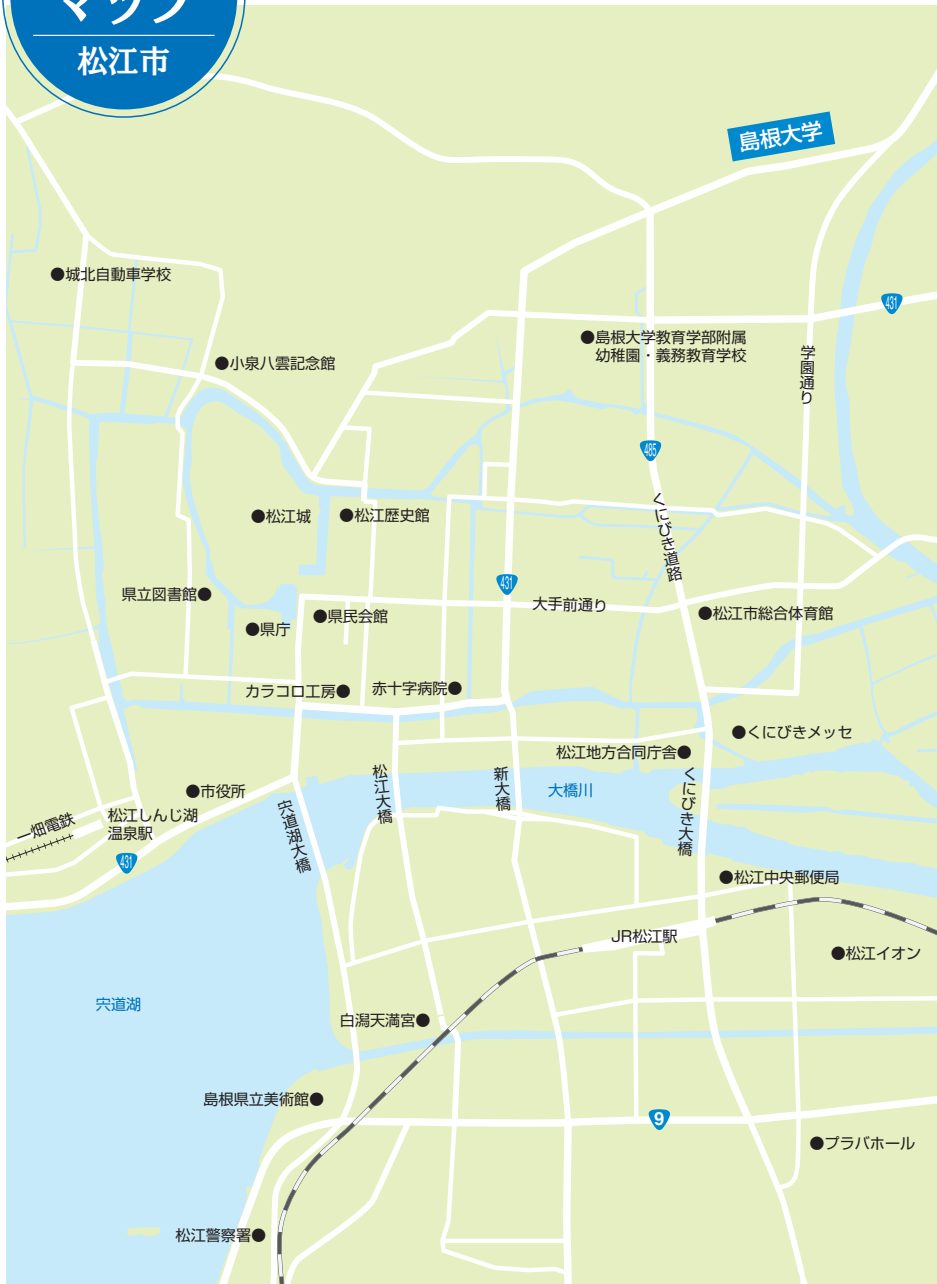 マップ
松江市
島根大学
●城北自動車学校
431
●島根大学教育学部附属
幼稚園・義務教育学校
学園通り
●小泉八雲記念館
485
くにびき道路
●松江城
●松江歴史館
431
県立図書館●
大手前通り
●県民会館
●松江市総合体育館
●県庁
カラコロ工房●
赤十字病院●
●くにびきメッセ
松江地方合同庁舎●
●市役所
宍道湖大橋
松江大橋
新大橋
大橋川
くにびき大橋
一畑電鉄
松江しんじ湖
温泉駅
431
●松江中央郵便局
JR松江駅
●松江イオン
宍道湖
白潟天満宮●
島根県立美術館●
9
●プラバホール
松江警察署●